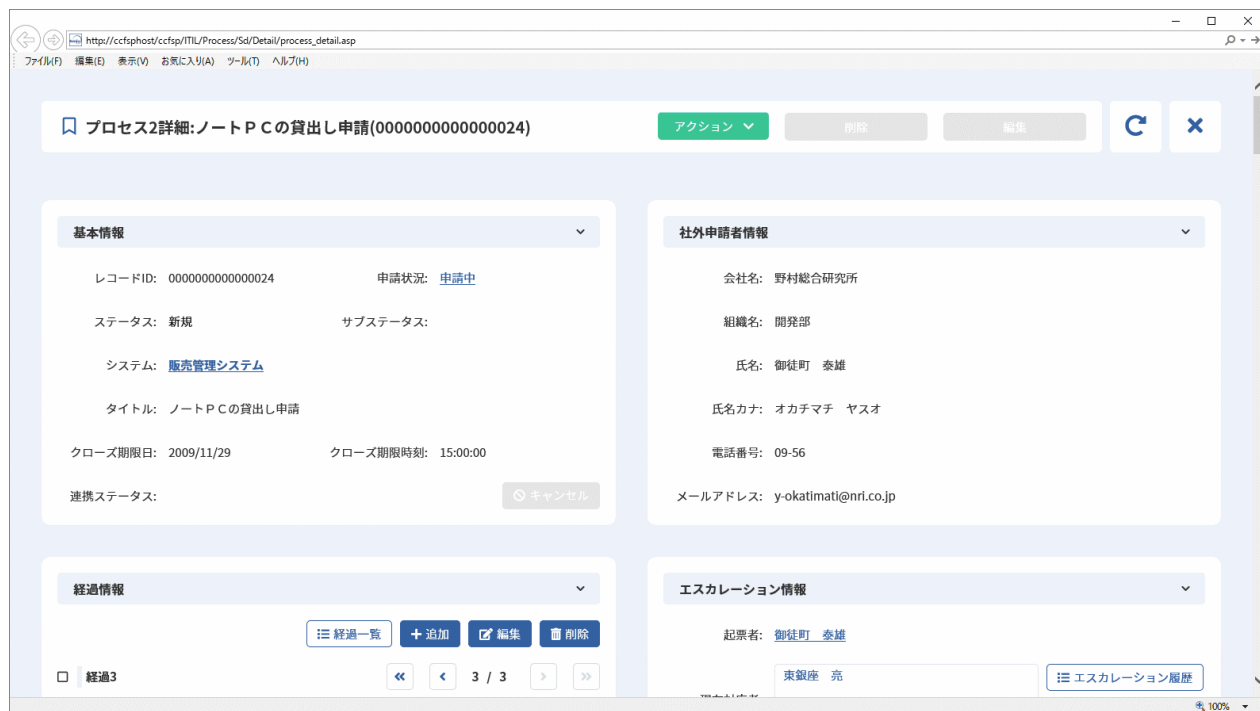 http://ccfsphost/ccfsp/ITIL/Process/Sd/Detail/process_detail.asp
ファイル(F) 編集(E) 表示(V) お気に入り(A) ツール(T) ヘルプ(H)
プロセス2詳細:ノートＰＣの貸出し申請(0000000000000024)
アクション 削除 編集
基本情報
レコードID: 0000000000000024 申請状況: 申請中
ステータス: 新規 サブステータス:
システム: 販売管理システム
タイトル: ノートＰＣの貸出し申請
クローズ期限日: 2009/11/29 クローズ期限時刻: 15:00:00
連携ステータス: キャンセル
社外申請者情報
会社名: 野村総合研究所
組織名: 開発部
氏名: 御徒町　泰雄
氏名カナ: オカチマチ　ヤスオ
電話番号: 09-56
メールアドレス: y-okatimati@nri.co.jp
経過情報
経過一覧 追加 編集 削除
経過3 3 / 3
エスカレーション情報
起票者: 御徒町　泰雄
東銀座　亮
エスカレーション履歴
100%